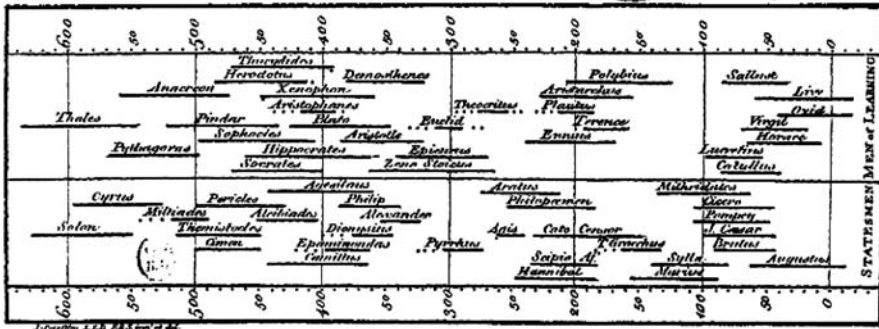 600 50 500 50 400 50 300 50 200 50 100 50 0
Thucydides
Herodotus Demosthenes Polybius Sallust
Anacreon Xenophon Aristarchus Livy
Aristophanes Theocritus Plautus Ovid
Thales Pindar Plato Euclid Terence Virgil
Sophocles Aristotle Ennius Horace
Pythagoras Hippocrates Epicurus Lucretius
Socrates Zeno Stoicus Catullus
MEN of LEARNING
Agesilaus Aratus Mithridates
Cyrus Pericles Philip Philopœmen Cicero
Miltiades Alcibiades Alexander Pompey
Solon Themistocles Dionysius Agis Cato Censor J. Cæsar
Cimon Epaminondas Pyrrhus T. Gracchus Brutus
Camillus Scipio Af. Sylla Augustus
Hannibal Marius
STATESMEN
600 50 500 50 400 50 300 50 200 50 100 50 0